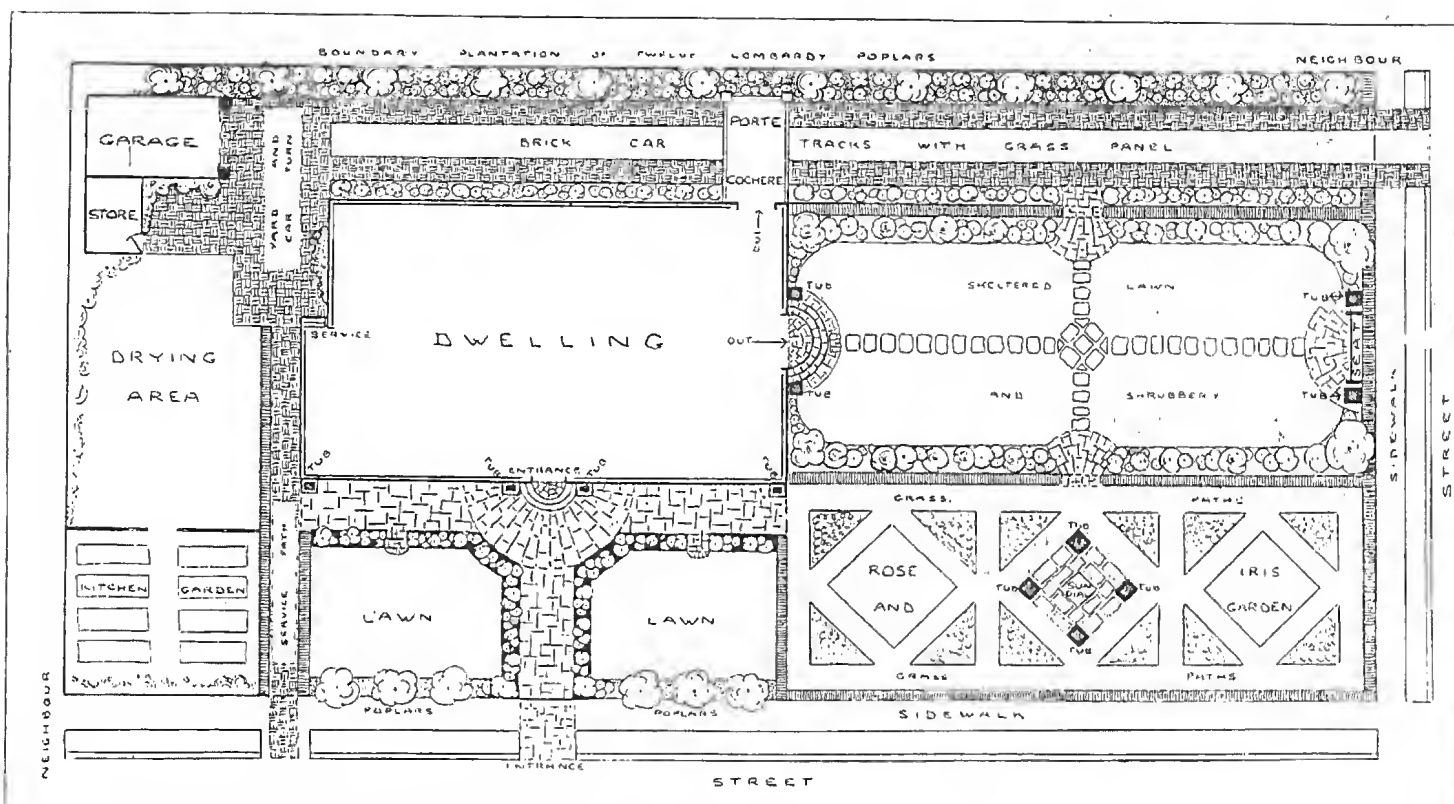 BOUNDARY PLANTATION OF TWELVE LOMBARDY POPLARS
NEIGHBOUR
GARAGE
STORE
YARD AND
CAR TURN
BRICK CAR
PORTE
COCHERE
TRACKS WITH GRASS PANEL
OUT
SERVICE
DWELLING
OUT
TUB
TUB
SHELTERED LAWN
AND SHRUBBERY
TUB
TUB
SEAT
SIDEWALK
STREET
DRYING
AREA
TUB
TUB
ENTRANCE
TUB
TUB
SERVICE PATH
KITCHEN GARDEN
LAWN
LAWN
POPLARS
POPLARS
GRASS PATHS
ROSE
AND
TUB
TUB
SUN
DIAL
TUB
TUB
IRIS
GARDEN
GRASS PATHS
SIDEWALK
NEIGHBOUR
ENTRANCE
STREET